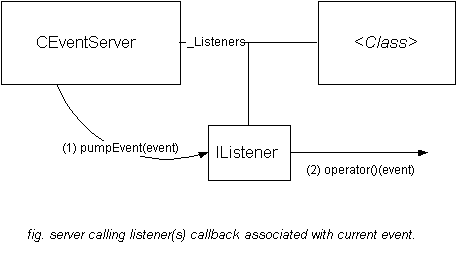 CEventServer
_Listeners
<Class>
(1) pumpEvent(event)
IListener
(2) operator()(event)
fig. server calling listener(s) callback associated with current event.